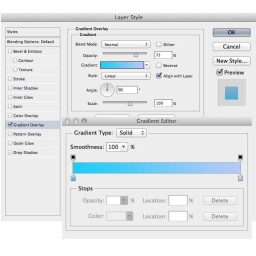 Layer Style
Styles
Blending Options: Default
Bevel & Emboss
Contour
Texture
Stroke
Inner Shadow
Inner Glow
Satin
Color Overlay
Gradient Overlay
Pattern Overlay
Outer Glow
Drop Shadow
Gradient Overlay
Gradient
Blend Mode: Normal Dither
Opacity: 75 %
Gradient: Reverse
Style: Linear Align with Layer
Angle: 90 °
Scale: 100 %
OK
Cancel
New Style...
Preview
Gradient Editor
Gradient Type: Solid
Smoothness: 100 %
Stops
Opacity: % Location: % Delete
Color: Location: % Delete